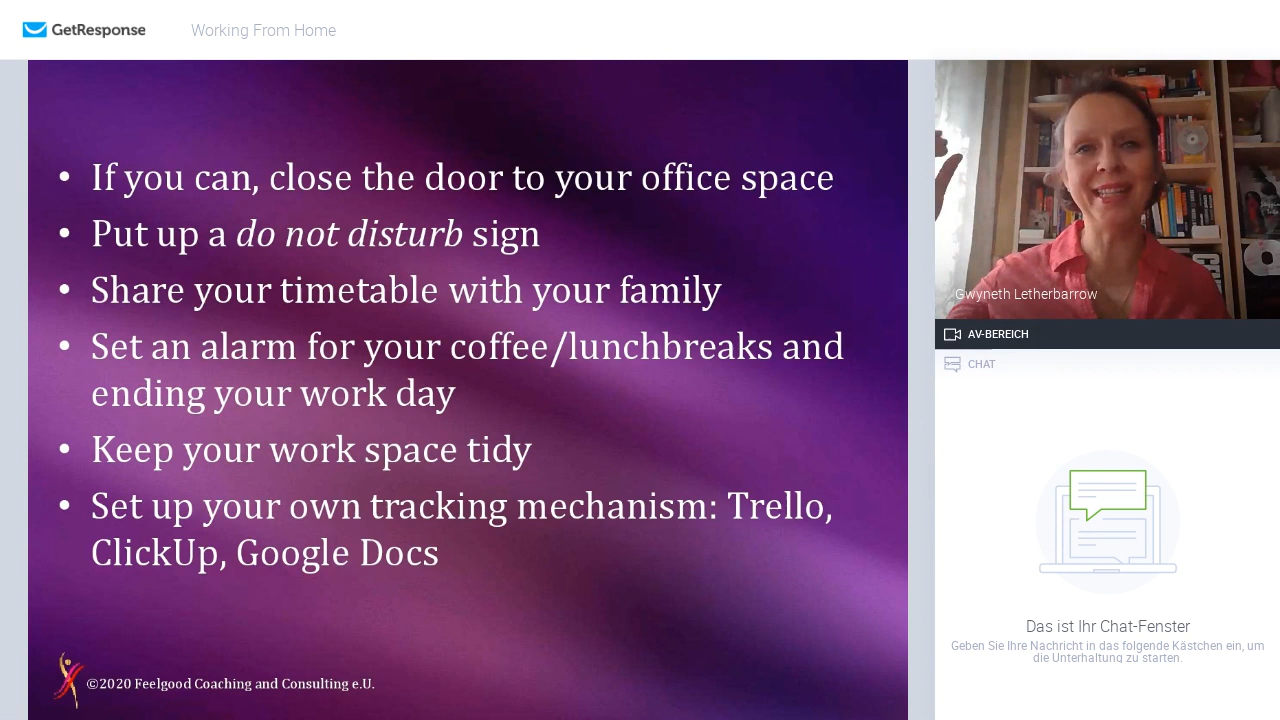 GetResponse
Working From Home
• If you can, close the door to your office space
• Put up a do not disturb sign
• Share your timetable with your family
• Set an alarm for your coffee/lunchbreaks and
ending your work day
• Keep your work space tidy
• Set up your own tracking mechanism: Trello,
ClickUp, Google Docs
©2020 Feelgood Coaching and Consulting e.U.
Gwyneth Letherbarrow
AV-BEREICH
CHAT
Das ist Ihr Chat-Fenster
Geben Sie Ihre Nachricht in das folgende Kästchen ein, um
die Unterhaltung zu starten.